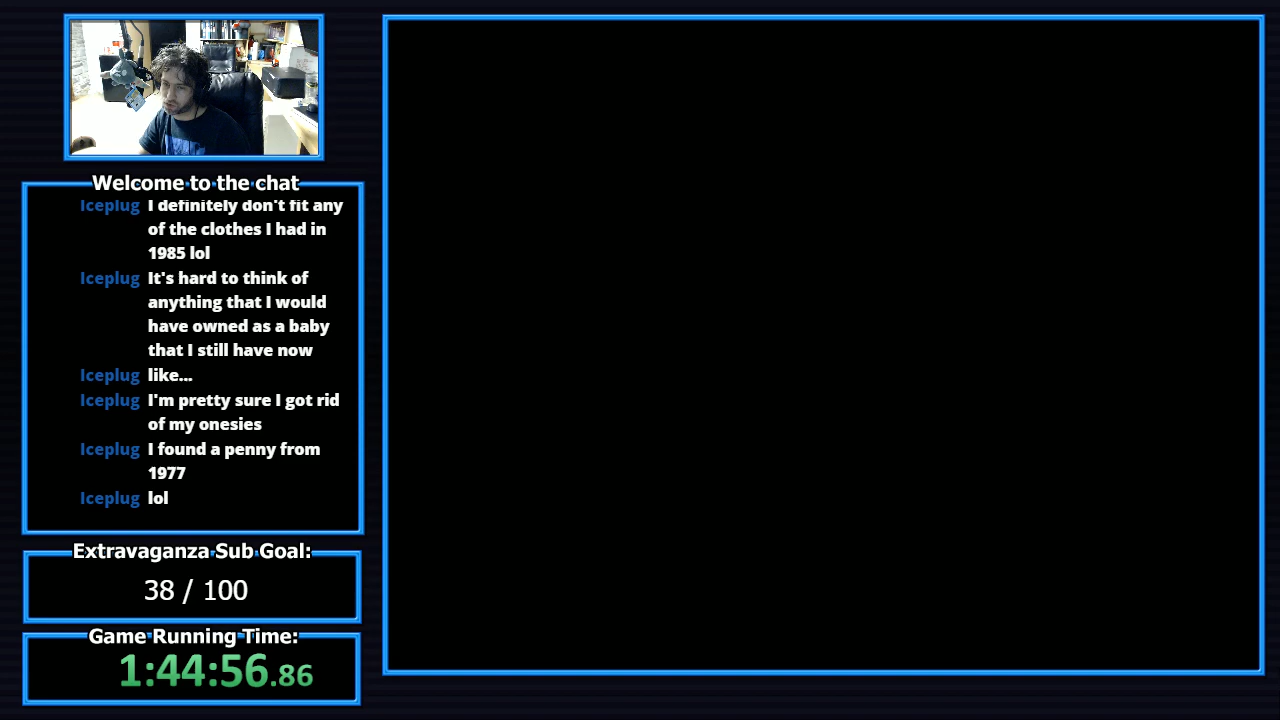 Welcome to the chat
Iceplug I definitely don't fit any
of the clothes I had in
1985 lol
Iceplug It's hard to think of
anything that I would
have owned as a baby
that I still have now
Iceplug like...
Iceplug I'm pretty sure I got rid
of my onesies
Iceplug I found a penny from
1977
Iceplug lol
Extravaganza Sub Goal:
38 / 100
Game Running Time:
1:44:56.86